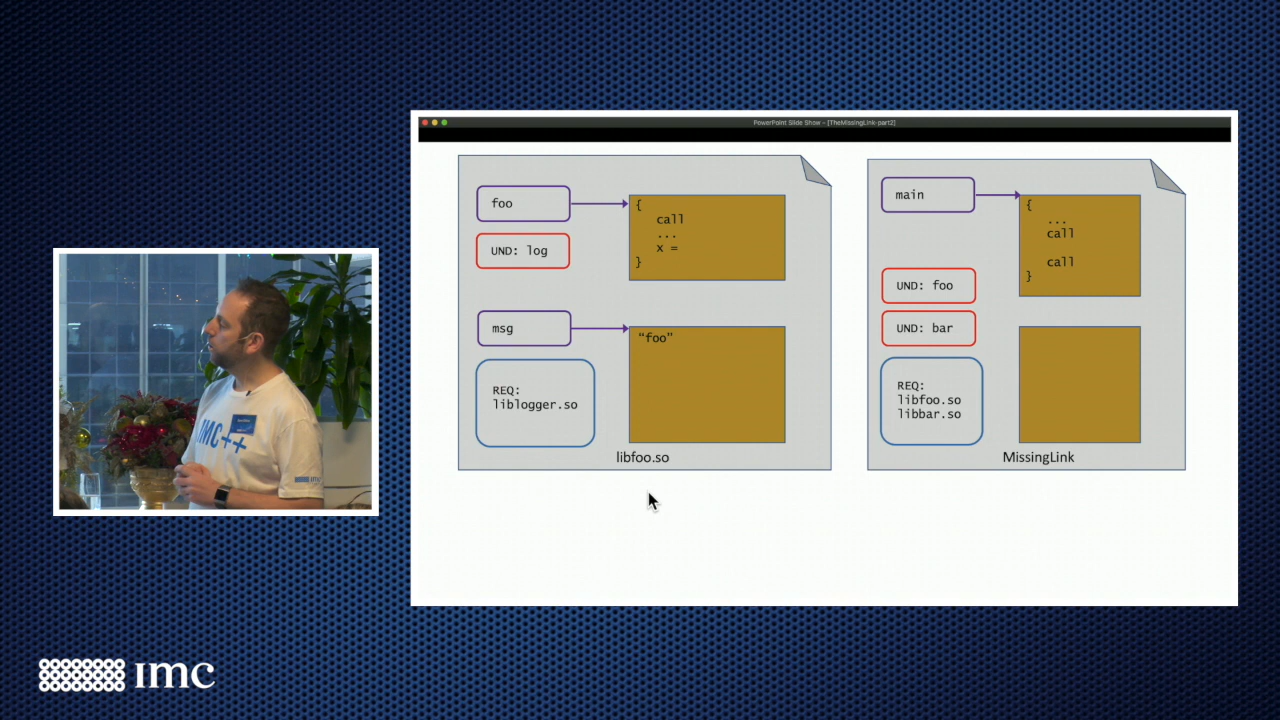 PowerPoint Slide Show - [TheMissingLink-part2]
foo
{
call
...
x =
}
UND: log
msg
"foo"
REQ:
liblogger.so
libfoo.so
main
{
...
call
call
}
UND: foo
UND: bar
REQ:
libfoo.so
libbar.so
MissingLink
IMC++
imc
imc